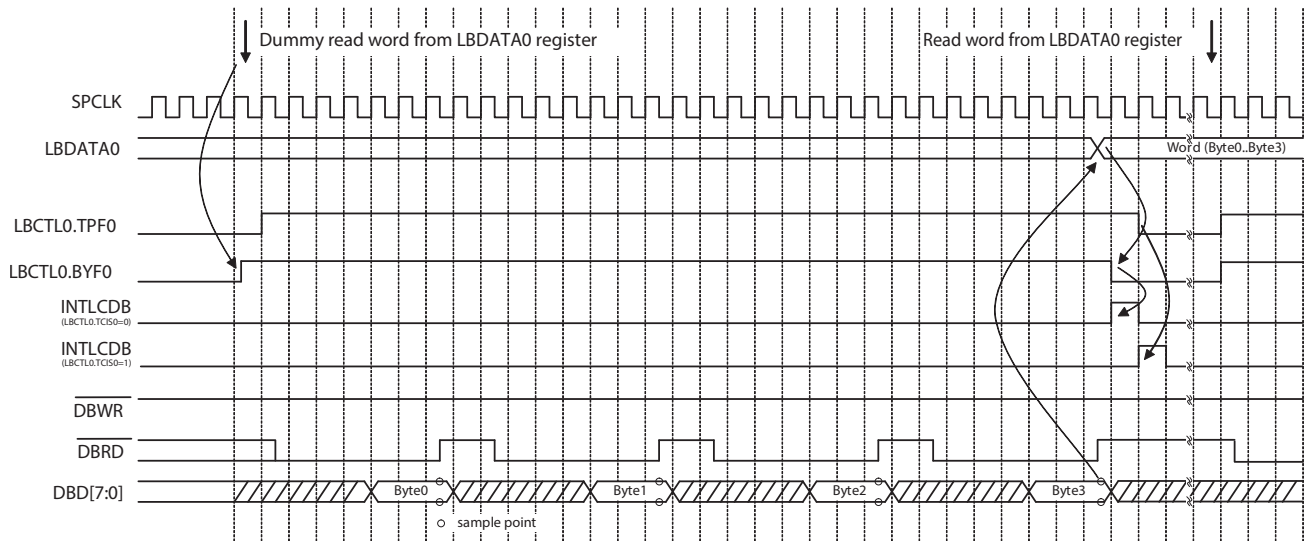 Dummy read word from LBDATA0 register
Read word from LBDATA0 register
SPCLK
LBDATA0
Word (Byte0..Byte3)
LBCTL0.TPF0
LBCTL0.BYF0
INTLCDB
(LBCTL0.TCIS0=0)
INTLCDB
(LBCTL0.TCIS0=1)
DBWR
DBRD
DBD[7:0]
Byte0
Byte1
Byte2
Byte3
sample point